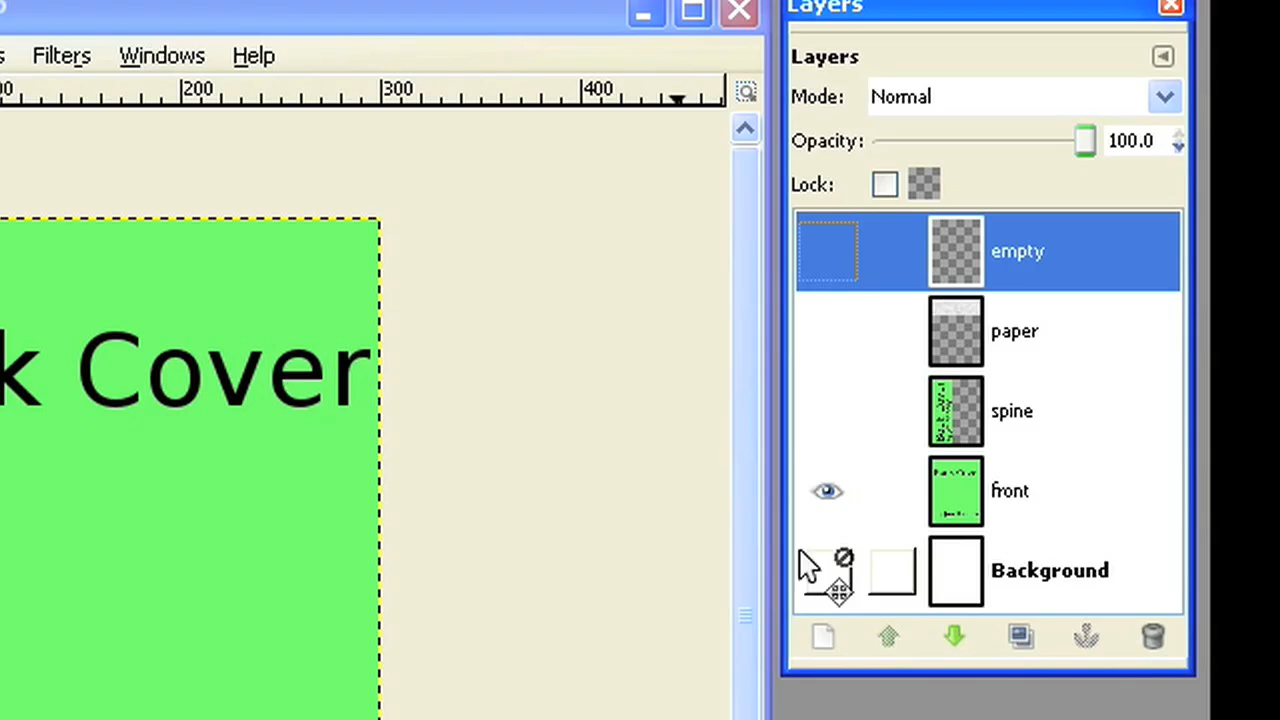 Layers
s Filters Windows Help
00 200 300 400
Layers
Mode: Normal
Opacity: 100.0
Lock:
empty
paper
spine
front
Background
k Cover